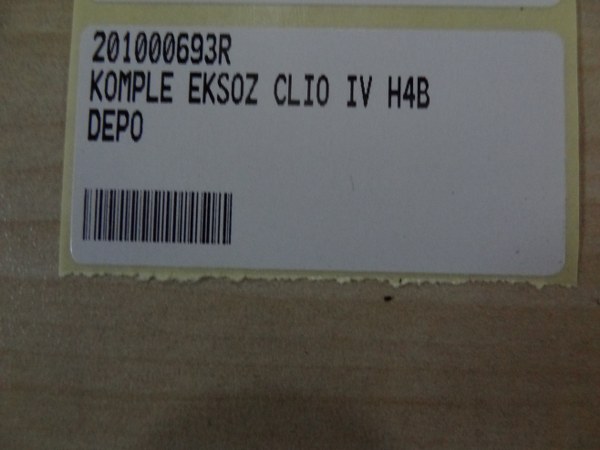 201000693R
KOMPLE EKSOZ CLIO IV H4B
DEPO